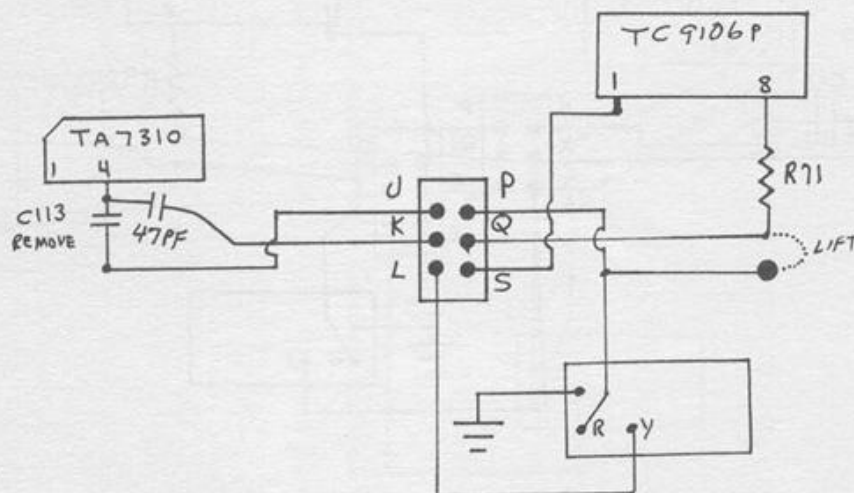 TC9106P
1 8
TA7310
1 4
R71
C113
REMOVE
47PF
J P
K Q
L S
LIFT
R Y